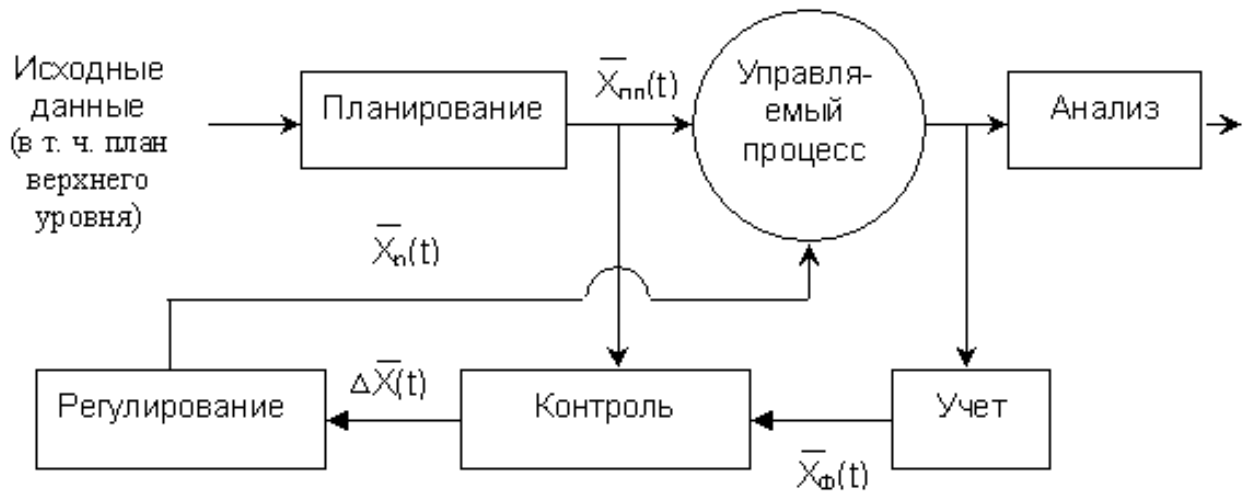 Исходные
данные
(в т. ч. план
верхнего
уровня)
Планирование
X̅пл(t)
Управля-
емый
процесс
Анализ
X̅р(t)
Регулирование
ΔX̅(t)
Контроль
X̅Ф(t)
Учет